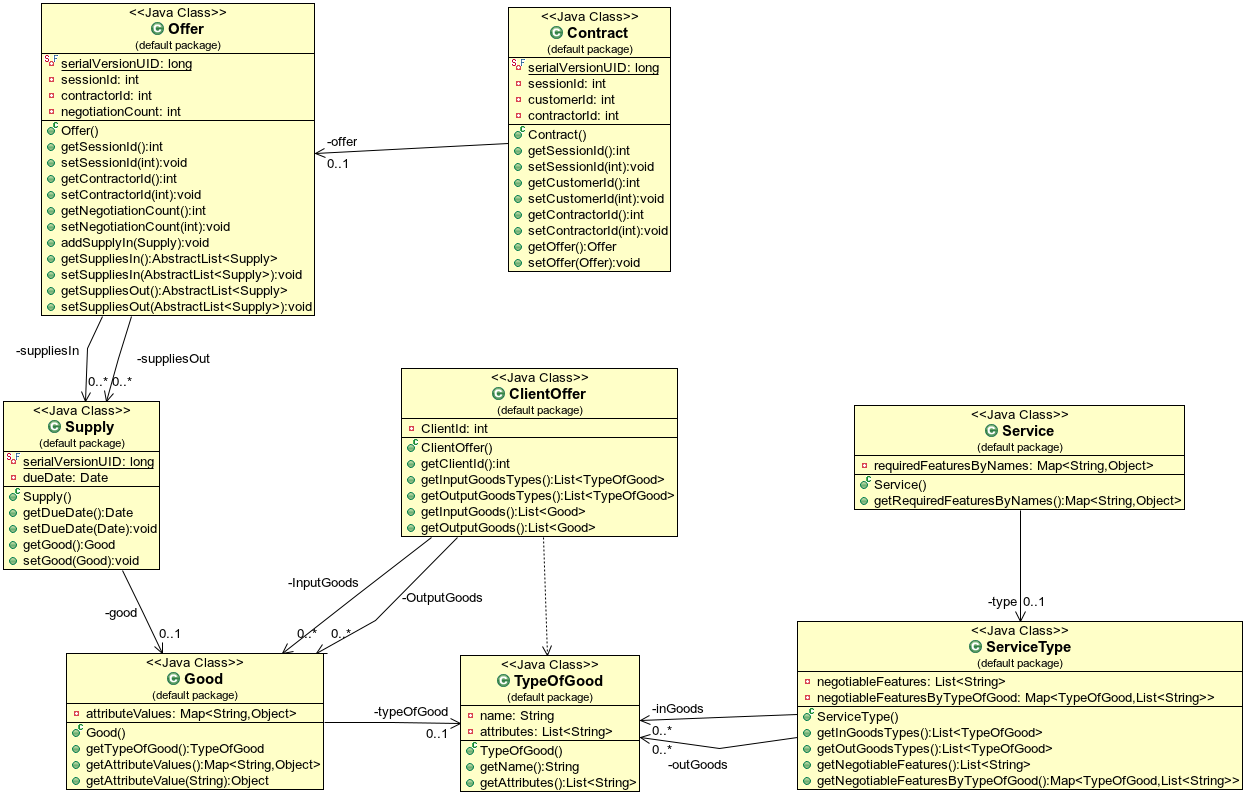 <<Java Class>>
Offer
(default package)
serialVersionUID: long
sessionId: int
contractorId: int
negotiationCount: int
Offer()
getSessionId():int
setSessionId(int):void
getContractorId():int
setContractorId(int):void
getNegotiationCount():int
setNegotiationCount(int):void
addSupplyIn(Supply):void
getSuppliesIn():AbstractList<Supply>
setSuppliesIn(AbstractList<Supply>):void
getSuppliesOut():AbstractList<Supply>
setSuppliesOut(AbstractList<Supply>):void
<<Java Class>>
Contract
(default package)
serialVersionUID: long
sessionId: int
customerId: int
contractorId: int
Contract()
getSessionId():int
setSessionId(int):void
getCustomerId():int
setCustomerId(int):void
getContractorId():int
setContractorId(int):void
getOffer():Offer
setOffer(Offer):void
-offer
0..1
-suppliesIn
-suppliesOut
0..*
0..*
<<Java Class>>
Supply
(default package)
serialVersionUID: long
dueDate: Date
Supply()
getDueDate():Date
setDueDate(Date):void
getGood():Good
setGood(Good):void
<<Java Class>>
ClientOffer
(default package)
ClientId: int
ClientOffer()
getClientId():int
getInputGoodsTypes():List<TypeOfGood>
getOutputGoodsTypes():List<TypeOfGood>
getInputGoods():List<Good>
getOutputGoods():List<Good>
<<Java Class>>
Service
(default package)
requiredFeaturesByNames: Map<String,Object>
Service()
getRequiredFeaturesByNames():Map<String,Object>
-good
0..1
-InputGoods
-OutputGoods
0..*
0..*
-type
0..1
<<Java Class>>
Good
(default package)
attributeValues: Map<String,Object>
Good()
getTypeOfGood():TypeOfGood
getAttributeValues():Map<String,Object>
getAttributeValue(String):Object
-typeOfGood
0..1
<<Java Class>>
TypeOfGood
(default package)
name: String
attributes: List<String>
TypeOfGood()
getName():String
getAttributes():List<String>
-inGoods
0..*
0..*
-outGoods
<<Java Class>>
ServiceType
(default package)
negotiableFeatures: List<String>
negotiableFeaturesByTypeOfGood: Map<TypeOfGood,List<String>>
ServiceType()
getInGoodsTypes():List<TypeOfGood>
getOutGoodsTypes():List<TypeOfGood>
getNegotiableFeatures():List<String>
getNegotiableFeaturesByTypeOfGood():Map<TypeOfGood,List<String>>